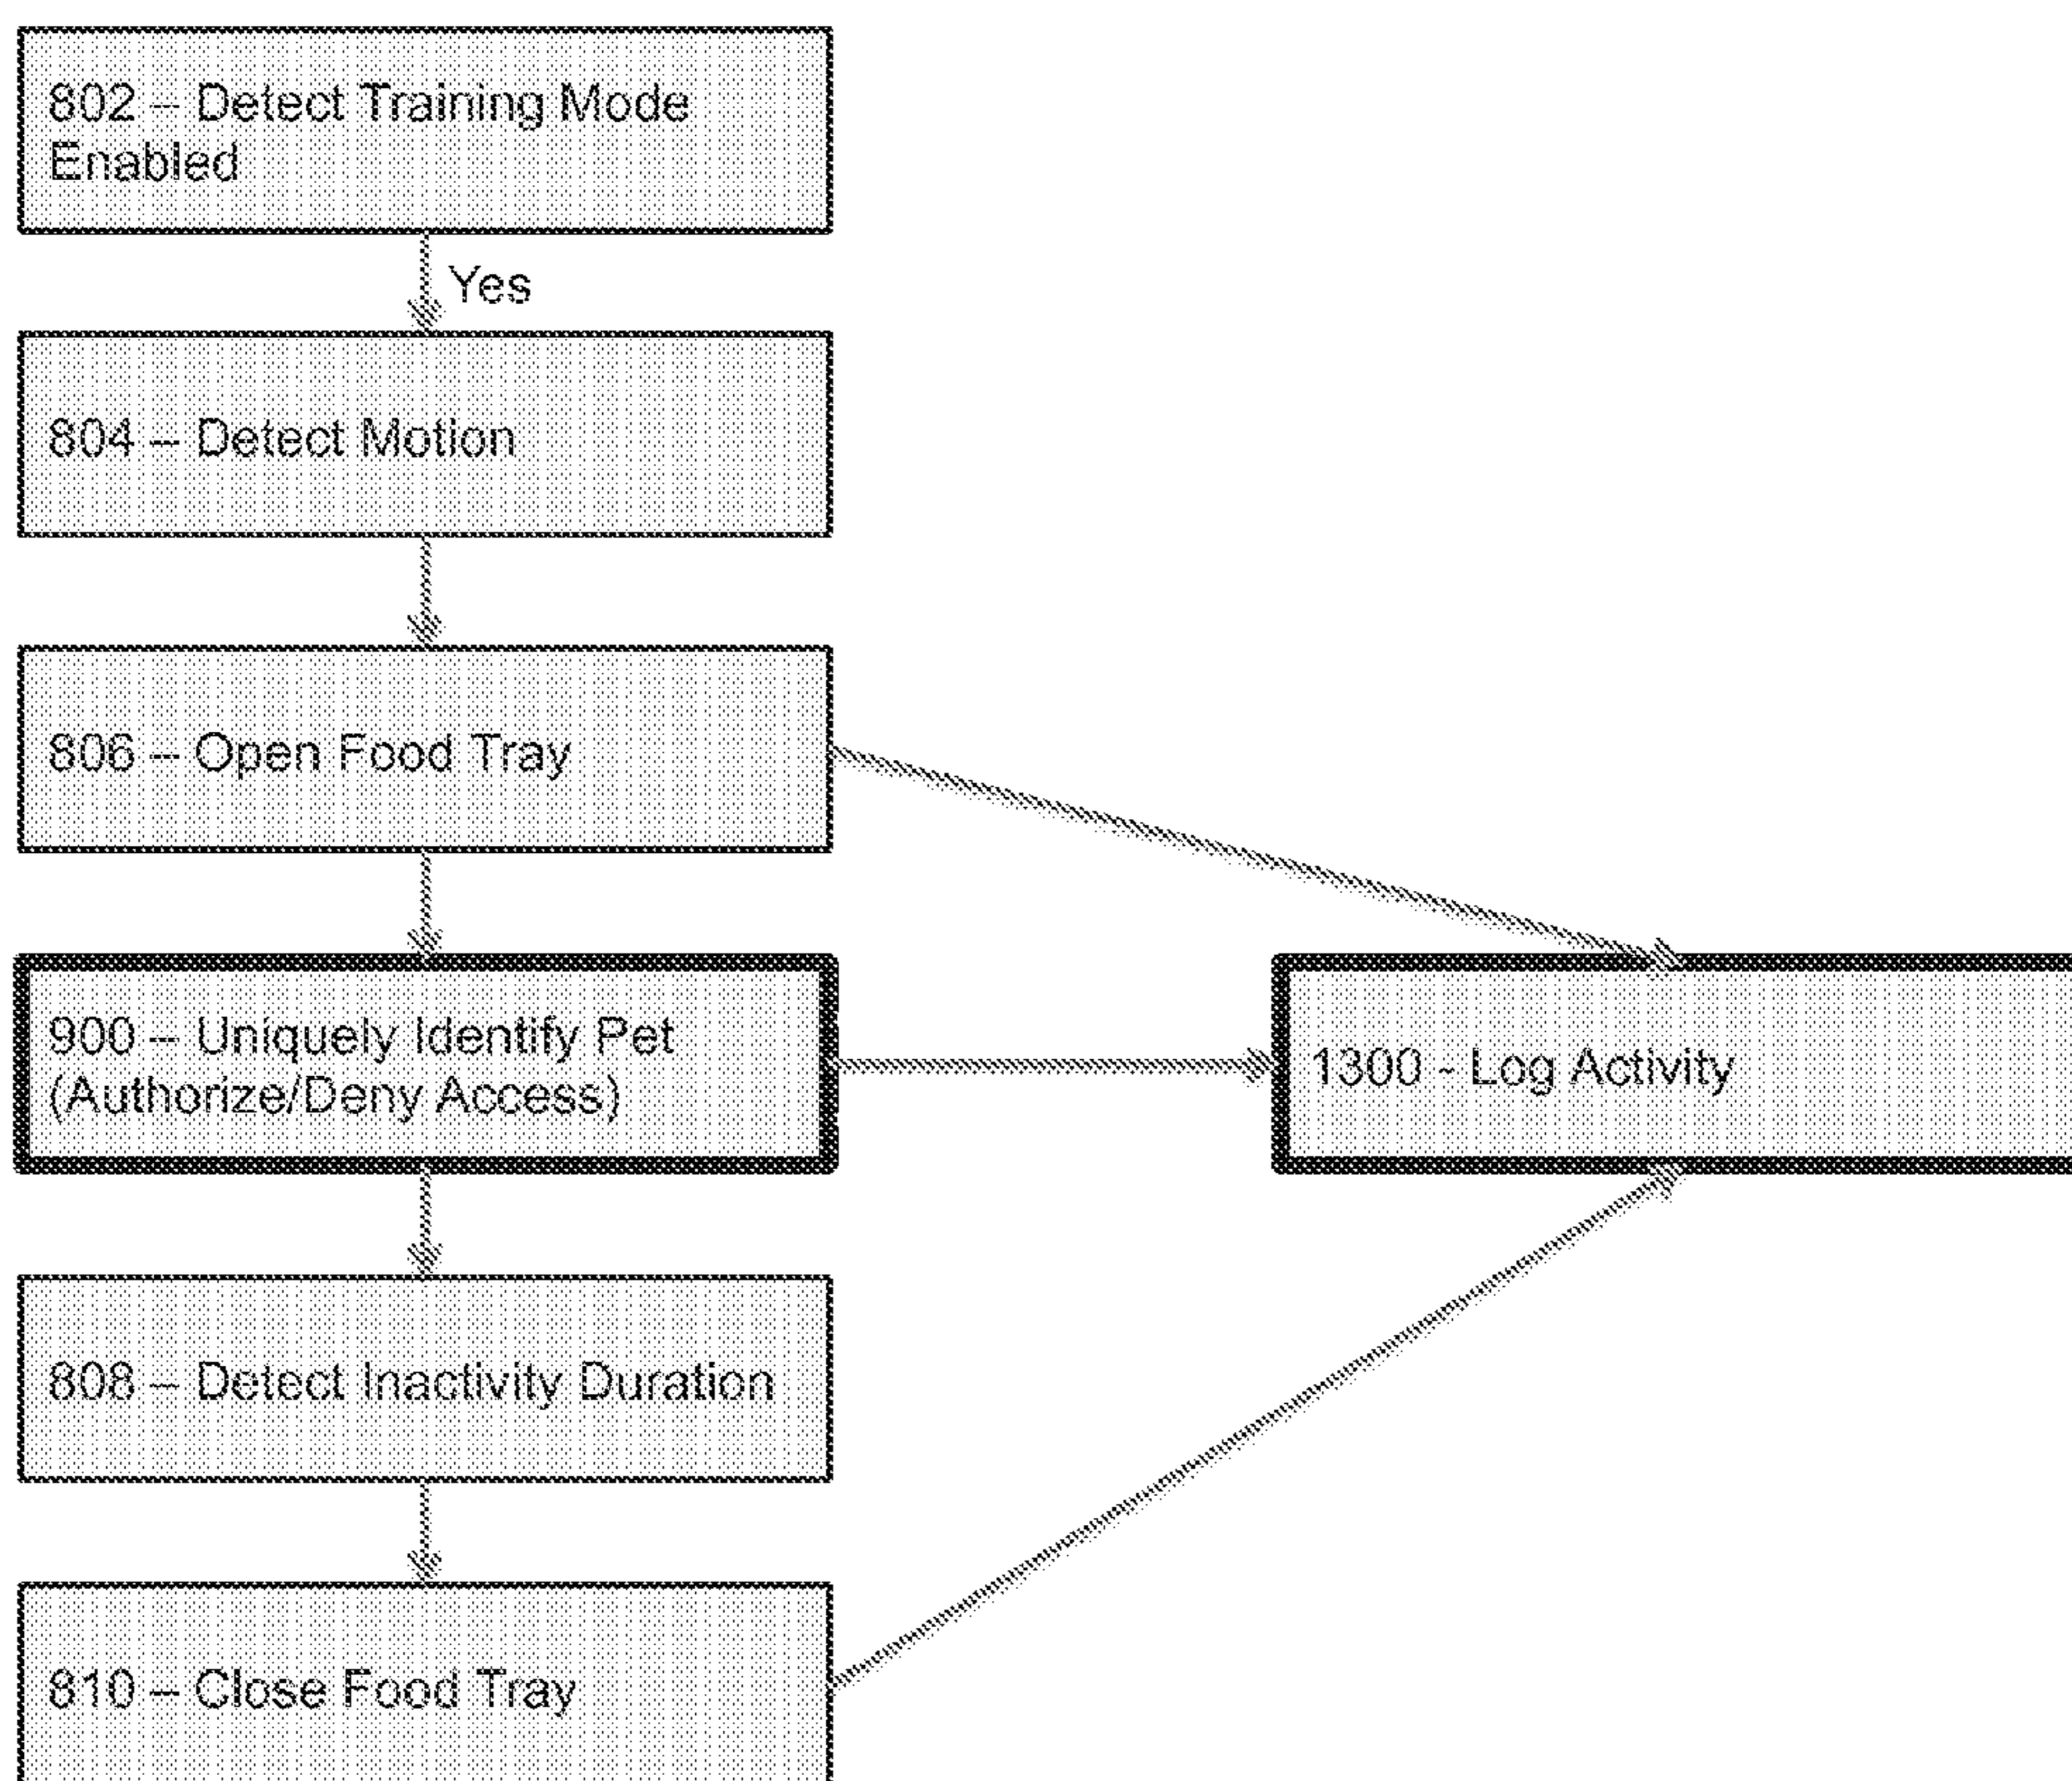 802 – Detect Training Mode
Enabled
Yes
804 – Detect Motion
806 – Open Food Tray
900 – Uniquely Identify Pet
(Authorize/Deny Access)
1300 - Log Activity
808 – Detect Inactivity Duration
810 – Close Food Tray